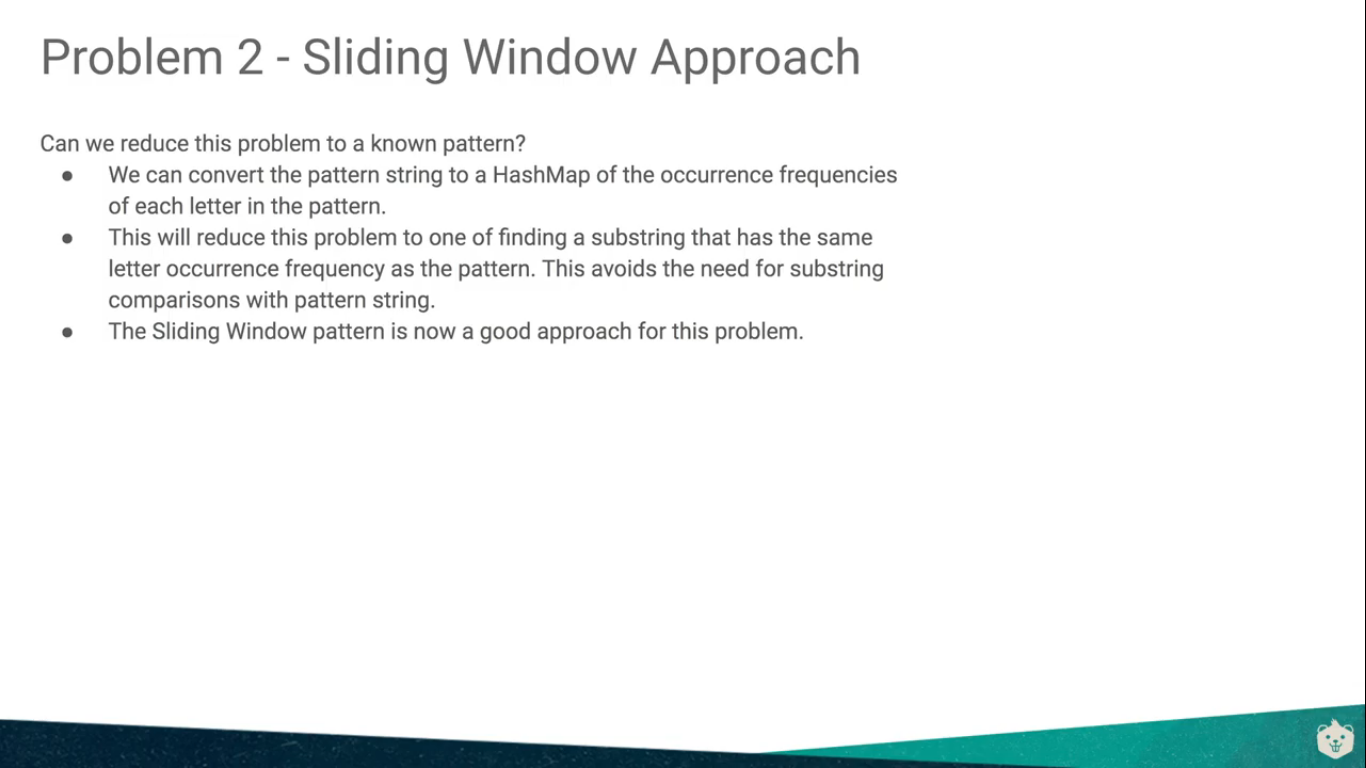 Problem 2 - Sliding Window Approach
Can we reduce this problem to a known pattern?
● We can convert the pattern string to a HashMap of the occurrence frequencies
of each letter in the pattern.
● This will reduce this problem to one of finding a substring that has the same
letter occurrence frequency as the pattern. This avoids the need for substring
comparisons with pattern string.
● The Sliding Window pattern is now a good approach for this problem.